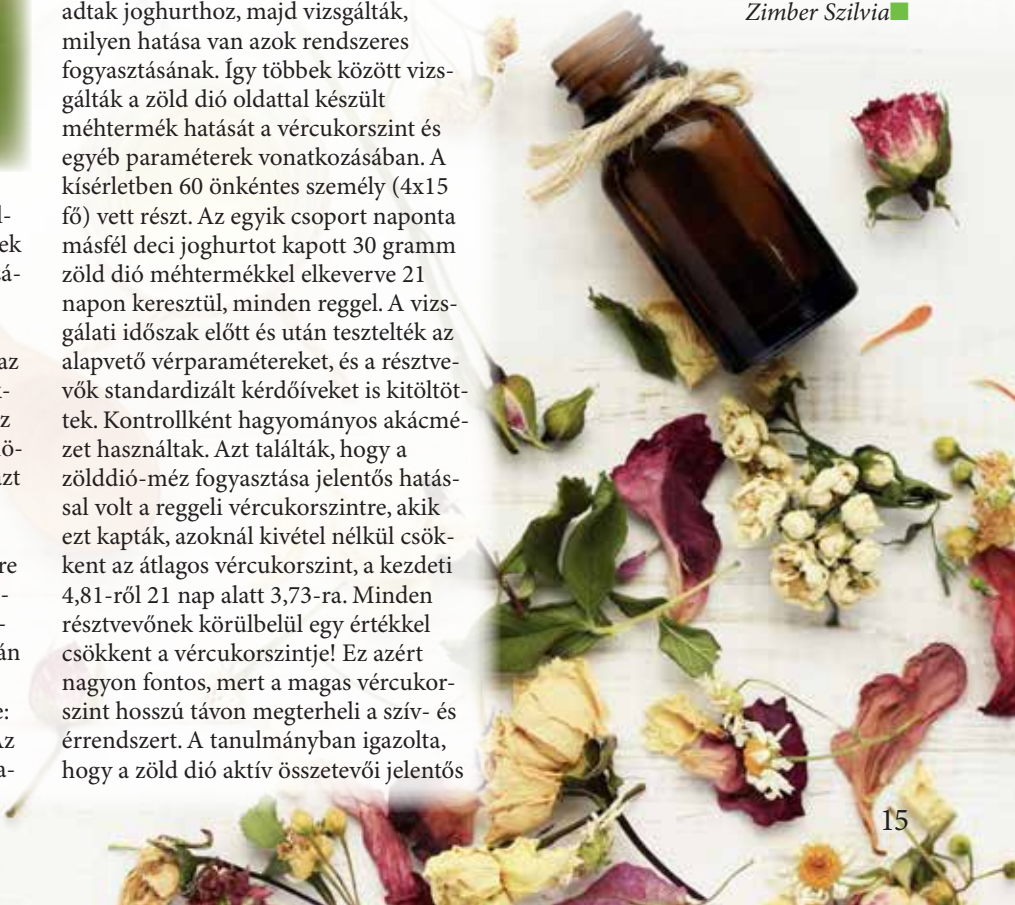 l-
ek
á-
az
z
ö-
azt
re
-
-
án
e:
Az
a-
adtak joghurthoz, majd vizsgálták,
milyen hatása van azok rendszeres
fogyasztásának. Így többek között vizs-
gálták a zöld dió oldattal készült
méhtermék hatását a vércukorszint és
egyéb paraméterek vonatkozásában. A
kísérletben 60 önkéntes személy (4x15
fő) vett részt. Az egyik csoport naponta
másfél deci joghurtot kapott 30 gramm
zöld dió méhtermékkel elkeverve 21
napon keresztül, minden reggel. A vizs-
gálati időszak előtt és után tesztelték az
alapvető vérparamétereket, és a résztve-
vők standardizált kérdőíveket is kitöltöt-
tek. Kontrollként hagyományos akácmé-
zet használtak. Azt találták, hogy a
zölddió-méz fogyasztása jelentős hatás-
sal volt a reggeli vércukorszintre, akik
ezt kapták, azoknál kivétel nélkül csök-
kent az átlagos vércukorszint, a kezdeti
4,81-ről 21 nap alatt 3,73-ra. Minden
résztvevőnek körülbelül egy értékkel
csökkent a vércukorszintje! Ez azért
nagyon fontos, mert a magas vércukor-
szint hosszú távon megterheli a szív- és
érrendszert. A tanulmányban igazolta,
hogy a zöld dió aktív összetevői jelentős
Zimber Szilvia
15